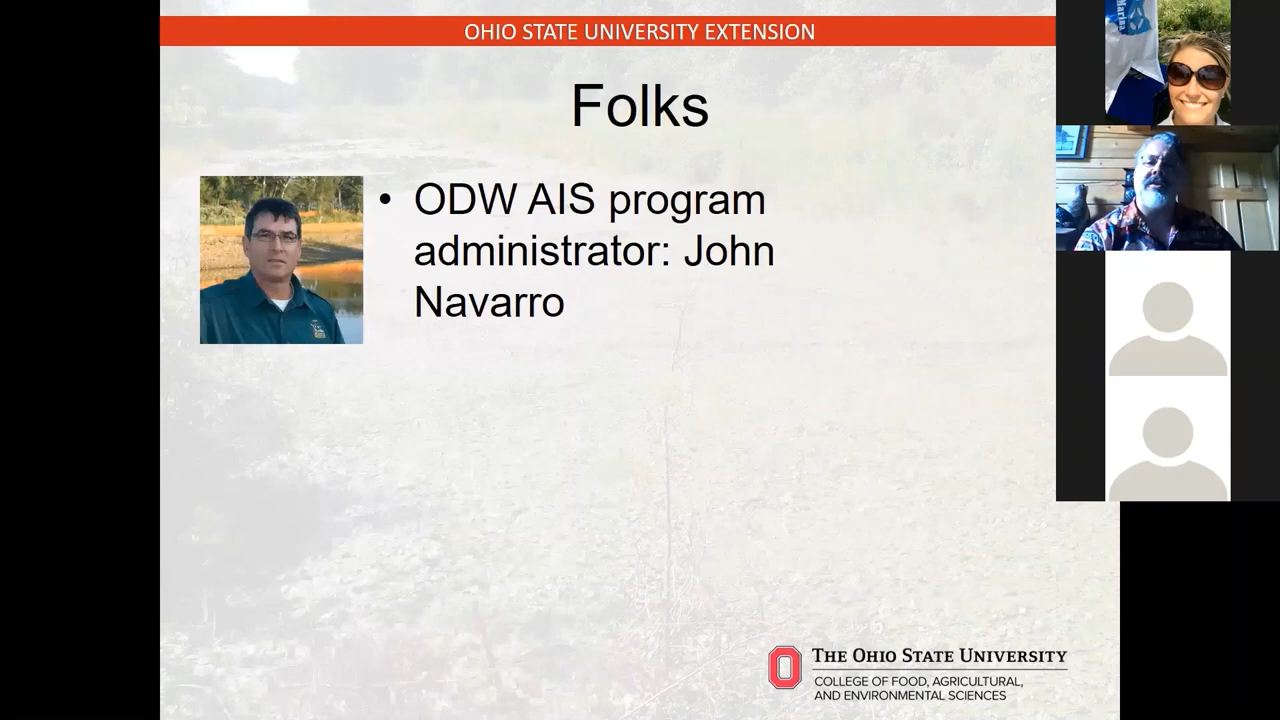 OHIO STATE UNIVERSITY EXTENSION
Folks
• ODW AIS program
administrator: John
Navarro
Marina
THE OHIO STATE UNIVERSITY
COLLEGE OF FOOD, AGRICULTURAL,
AND ENVIRONMENTAL SCIENCES